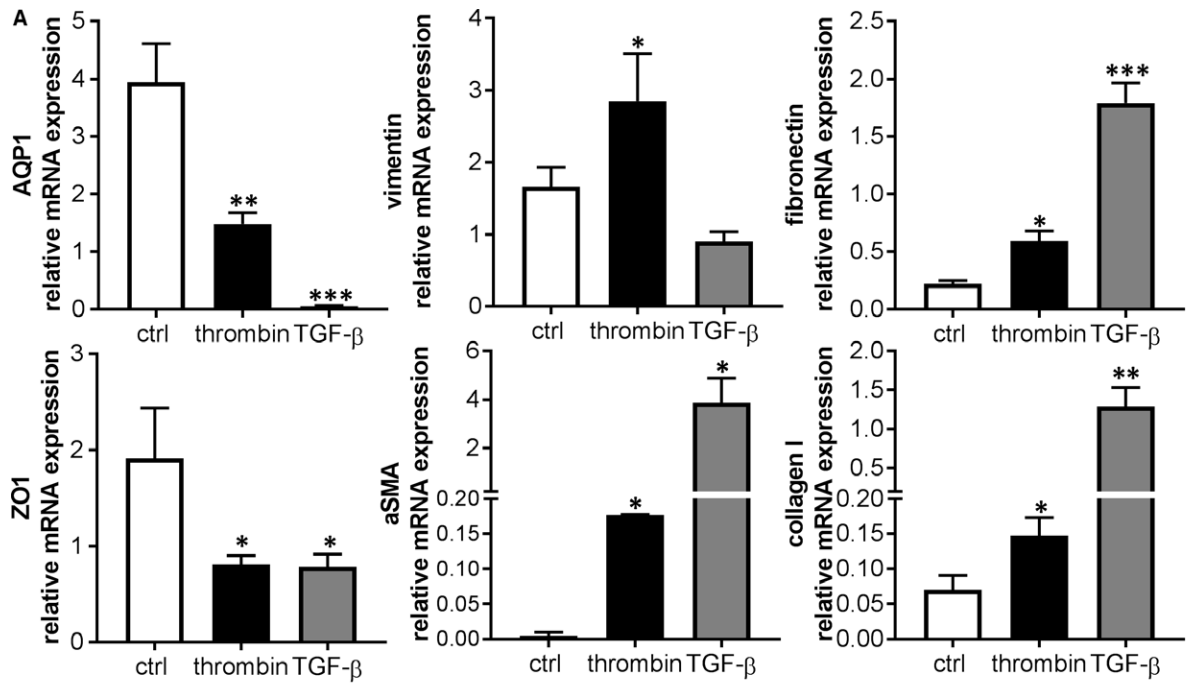 A
AQP1
relative mRNA expression
5
4
3
2
1
0
**
***
ctrl
thrombin
TGF-β
vimentin
relative mRNA expression
4
3
2
1
0
*
ctrl
thrombin
TGF-β
fibronectin
relative mRNA expression
2.0
1.5
1.0
0.5
0.0
*
***
ctrl
thrombin
TGF-β
ZO1
relative mRNA expression
3
2
1
0
*
*
ctrl
thrombin
TGF-β
aSMA
relative mRNA expression
6
4
2
0.20
0.15
0.10
0.05
0.00
*
*
ctrl
thrombin
TGF-β
collagen I
relative mRNA expression
2.0
1.5
1.0
0.5
0.20
0.15
0.10
0.05
0.00
*
**
ctrl
thrombin
TGF-β